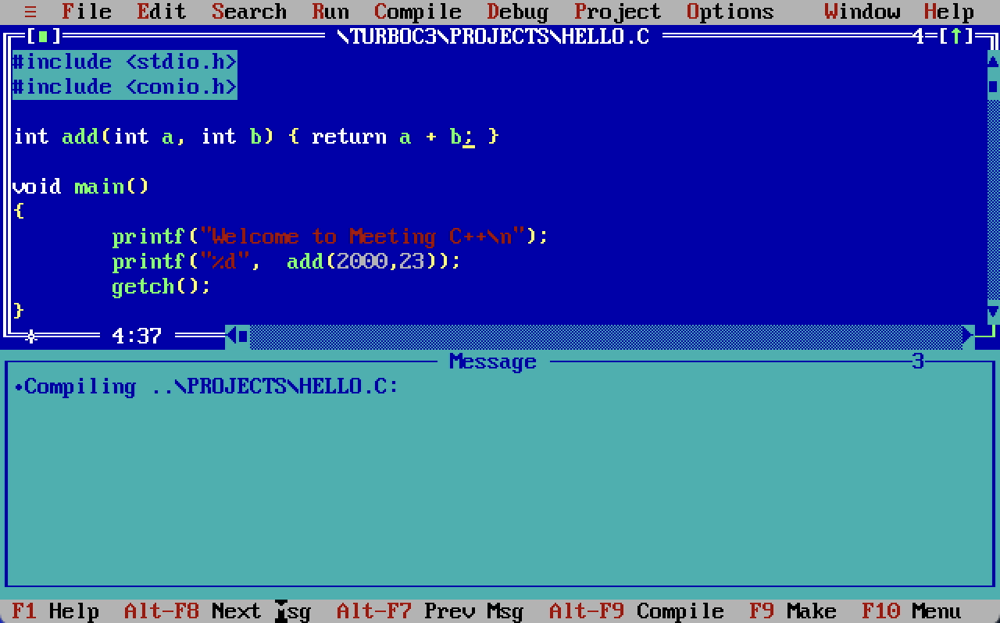 ≡ File Edit Search Run Compile Debug Project Options Window Help
[■] \TURBOC3\PROJECTS\HELLO.C 4=[↑]
#include <stdio.h>
#include <conio.h>
int add(int a, int b) { return a + b; }
void main()
{
printf("Welcome to Meeting C++\n");
printf("%d",  add(2000,23));
getch();
}
4:37
Message 3
•Compiling ..\PROJECTS\HELLO.C:
F1 Help Alt-F8 Next Msg Alt-F7 Prev Msg Alt-F9 Compile F9 Make F10 Menu